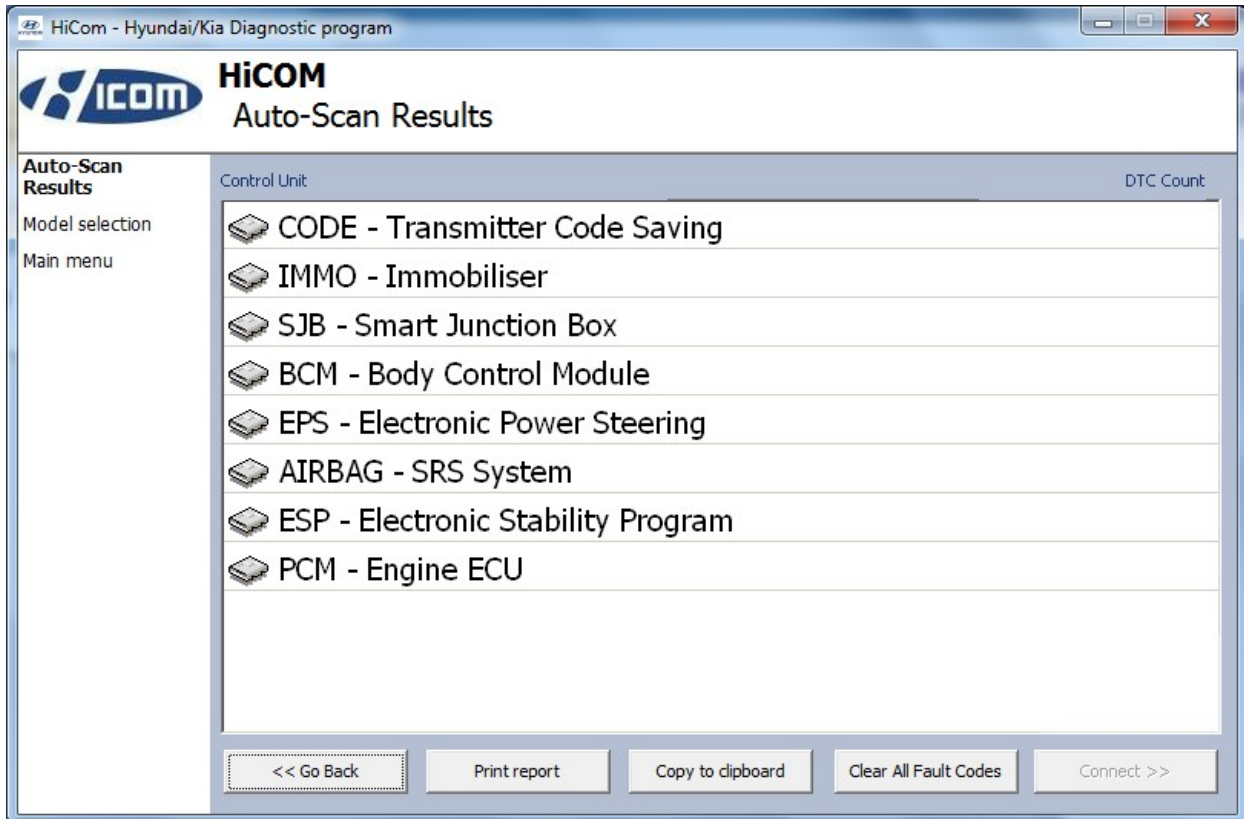 HiCom - Hyundai/Kia Diagnostic program
HICOM
HiCOM
Auto-Scan Results
Auto-Scan
Results
Model selection
Main menu
Control Unit DTC Count
CODE - Transmitter Code Saving
IMMO - Immobiliser
SJB - Smart Junction Box
BCM - Body Control Module
EPS - Electronic Power Steering
AIRBAG - SRS System
ESP - Electronic Stability Program
PCM - Engine ECU
<< Go Back Print report Copy to clipboard Clear All Fault Codes Connect >>